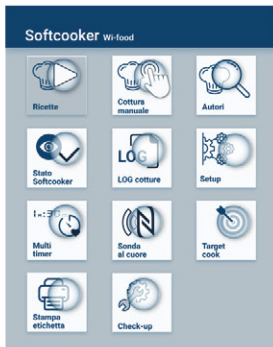 Softcooker Wi-food
Ricette
Cottura
manuale
Autori
Stato
Softcooker
LOG
LOG cotture
Setup
Multi
timer
Sonda
al cuore
Target
cook
Stampa
etichetta
Check-up